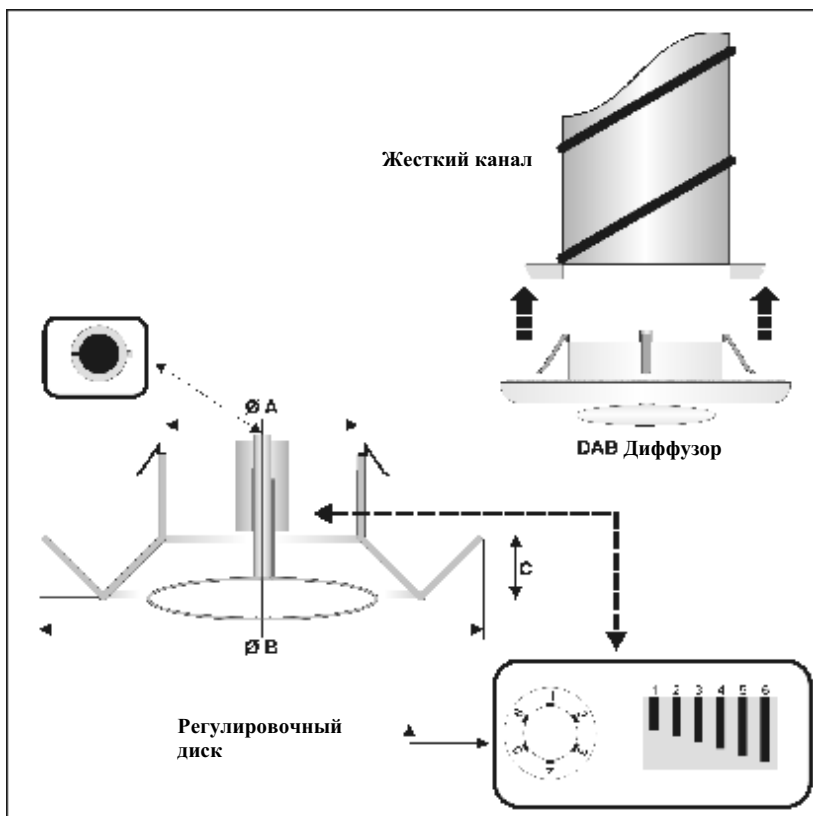 Жесткий канал
Ø A
DAB Диффузор
C
Ø B
1 2 3 4 5 6
Регулировочный
диск